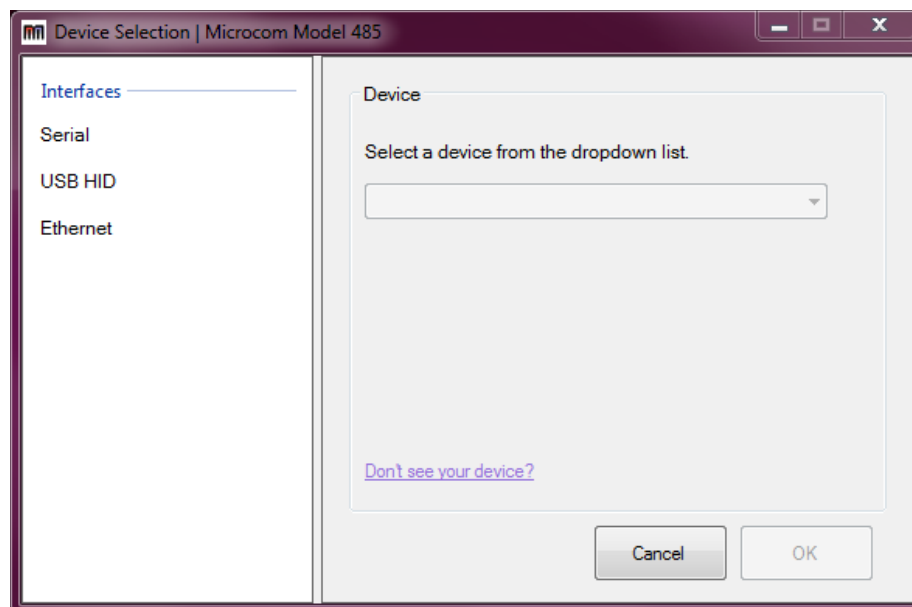 Device Selection | Microcom Model 485
Interfaces
Serial
USB HID
Ethernet
Device
Select a device from the dropdown list.
Don't see your device?
Cancel
OK